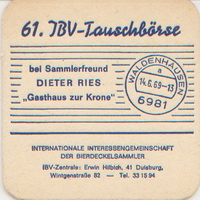 61. IBV-Tauschbörse
bei Sammlerfreund
DIETER RIES
„Gasthaus zur Krone"
WALDENHAUSEN
a
14.6.69-13
6981
INTERNATIONALE INTERESSENGEMEINSCHAFT
DER BIERDECKELSAMMLER
IBV-Zentrale: Erwin Hilbich, 41 Duisburg,
Wintgenstraße 82 — Tel. 33 15 94